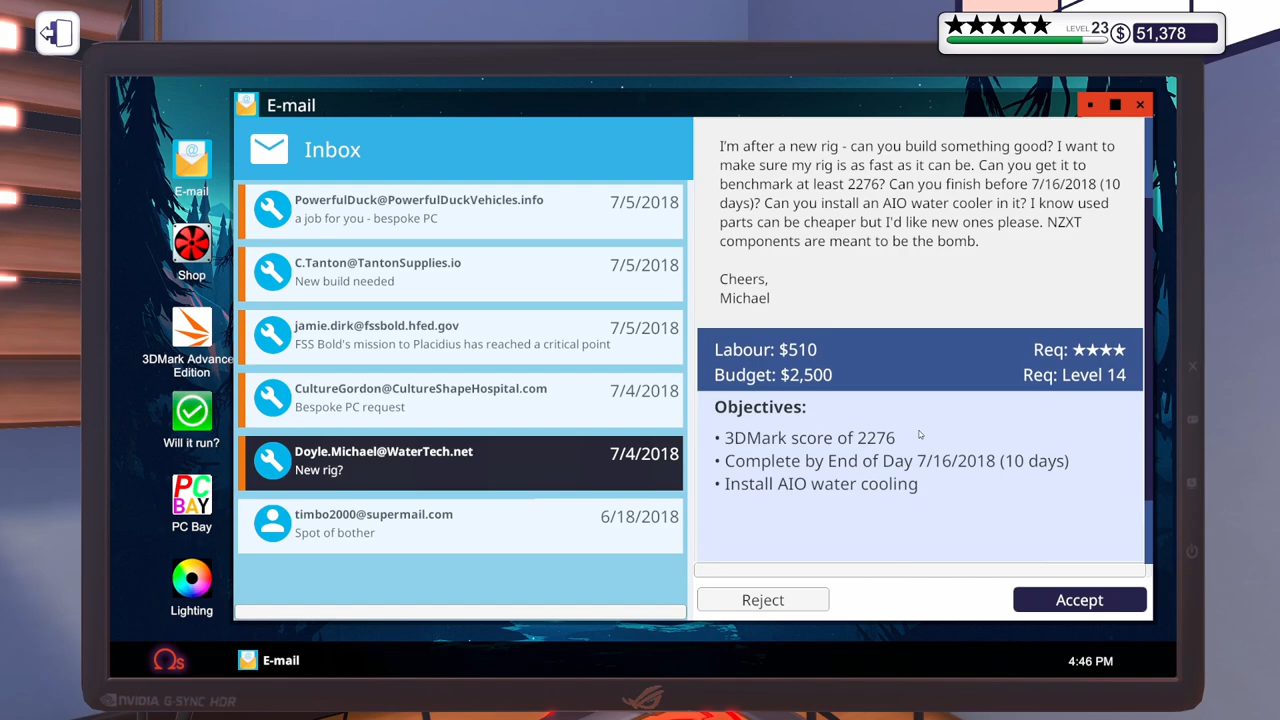 LEVEL 23
$ 51,378
E-mail
Inbox
PowerfulDuck@PowerfulDuckVehicles.info 7/5/2018
a job for you - bespoke PC
C.Tanton@TantonSupplies.io 7/5/2018
New build needed
jamie.dirk@fssbold.hfed.gov 7/5/2018
FSS Bold's mission to Placidius has reached a critical point
CultureGordon@CultureShapeHospital.com 7/4/2018
Bespoke PC request
Doyle.Michael@WaterTech.net 7/4/2018
New rig?
timbo2000@supermail.com 6/18/2018
Spot of bother
I'm after a new rig - can you build something good? I want to
make sure my rig is as fast as it can be. Can you get it to
benchmark at least 2276? Can you finish before 7/16/2018 (10
days)? Can you install an AIO water cooler in it? I know used
parts can be cheaper but I'd like new ones please. NZXT
components are meant to be the bomb.
Cheers,
Michael
Labour: $510 Req: ★★★★
Budget: $2,500 Req: Level 14
Objectives:
• 3DMark score of 2276
• Complete by End of Day 7/16/2018 (10 days)
• Install AIO water cooling
Reject
Accept
E-mail
Shop
3DMark Advance
Edition
Will it run?
PC
BAY
PC Bay
Lighting
Ωs
E-mail
4:46 PM
NVIDIA G-SYNC HDR